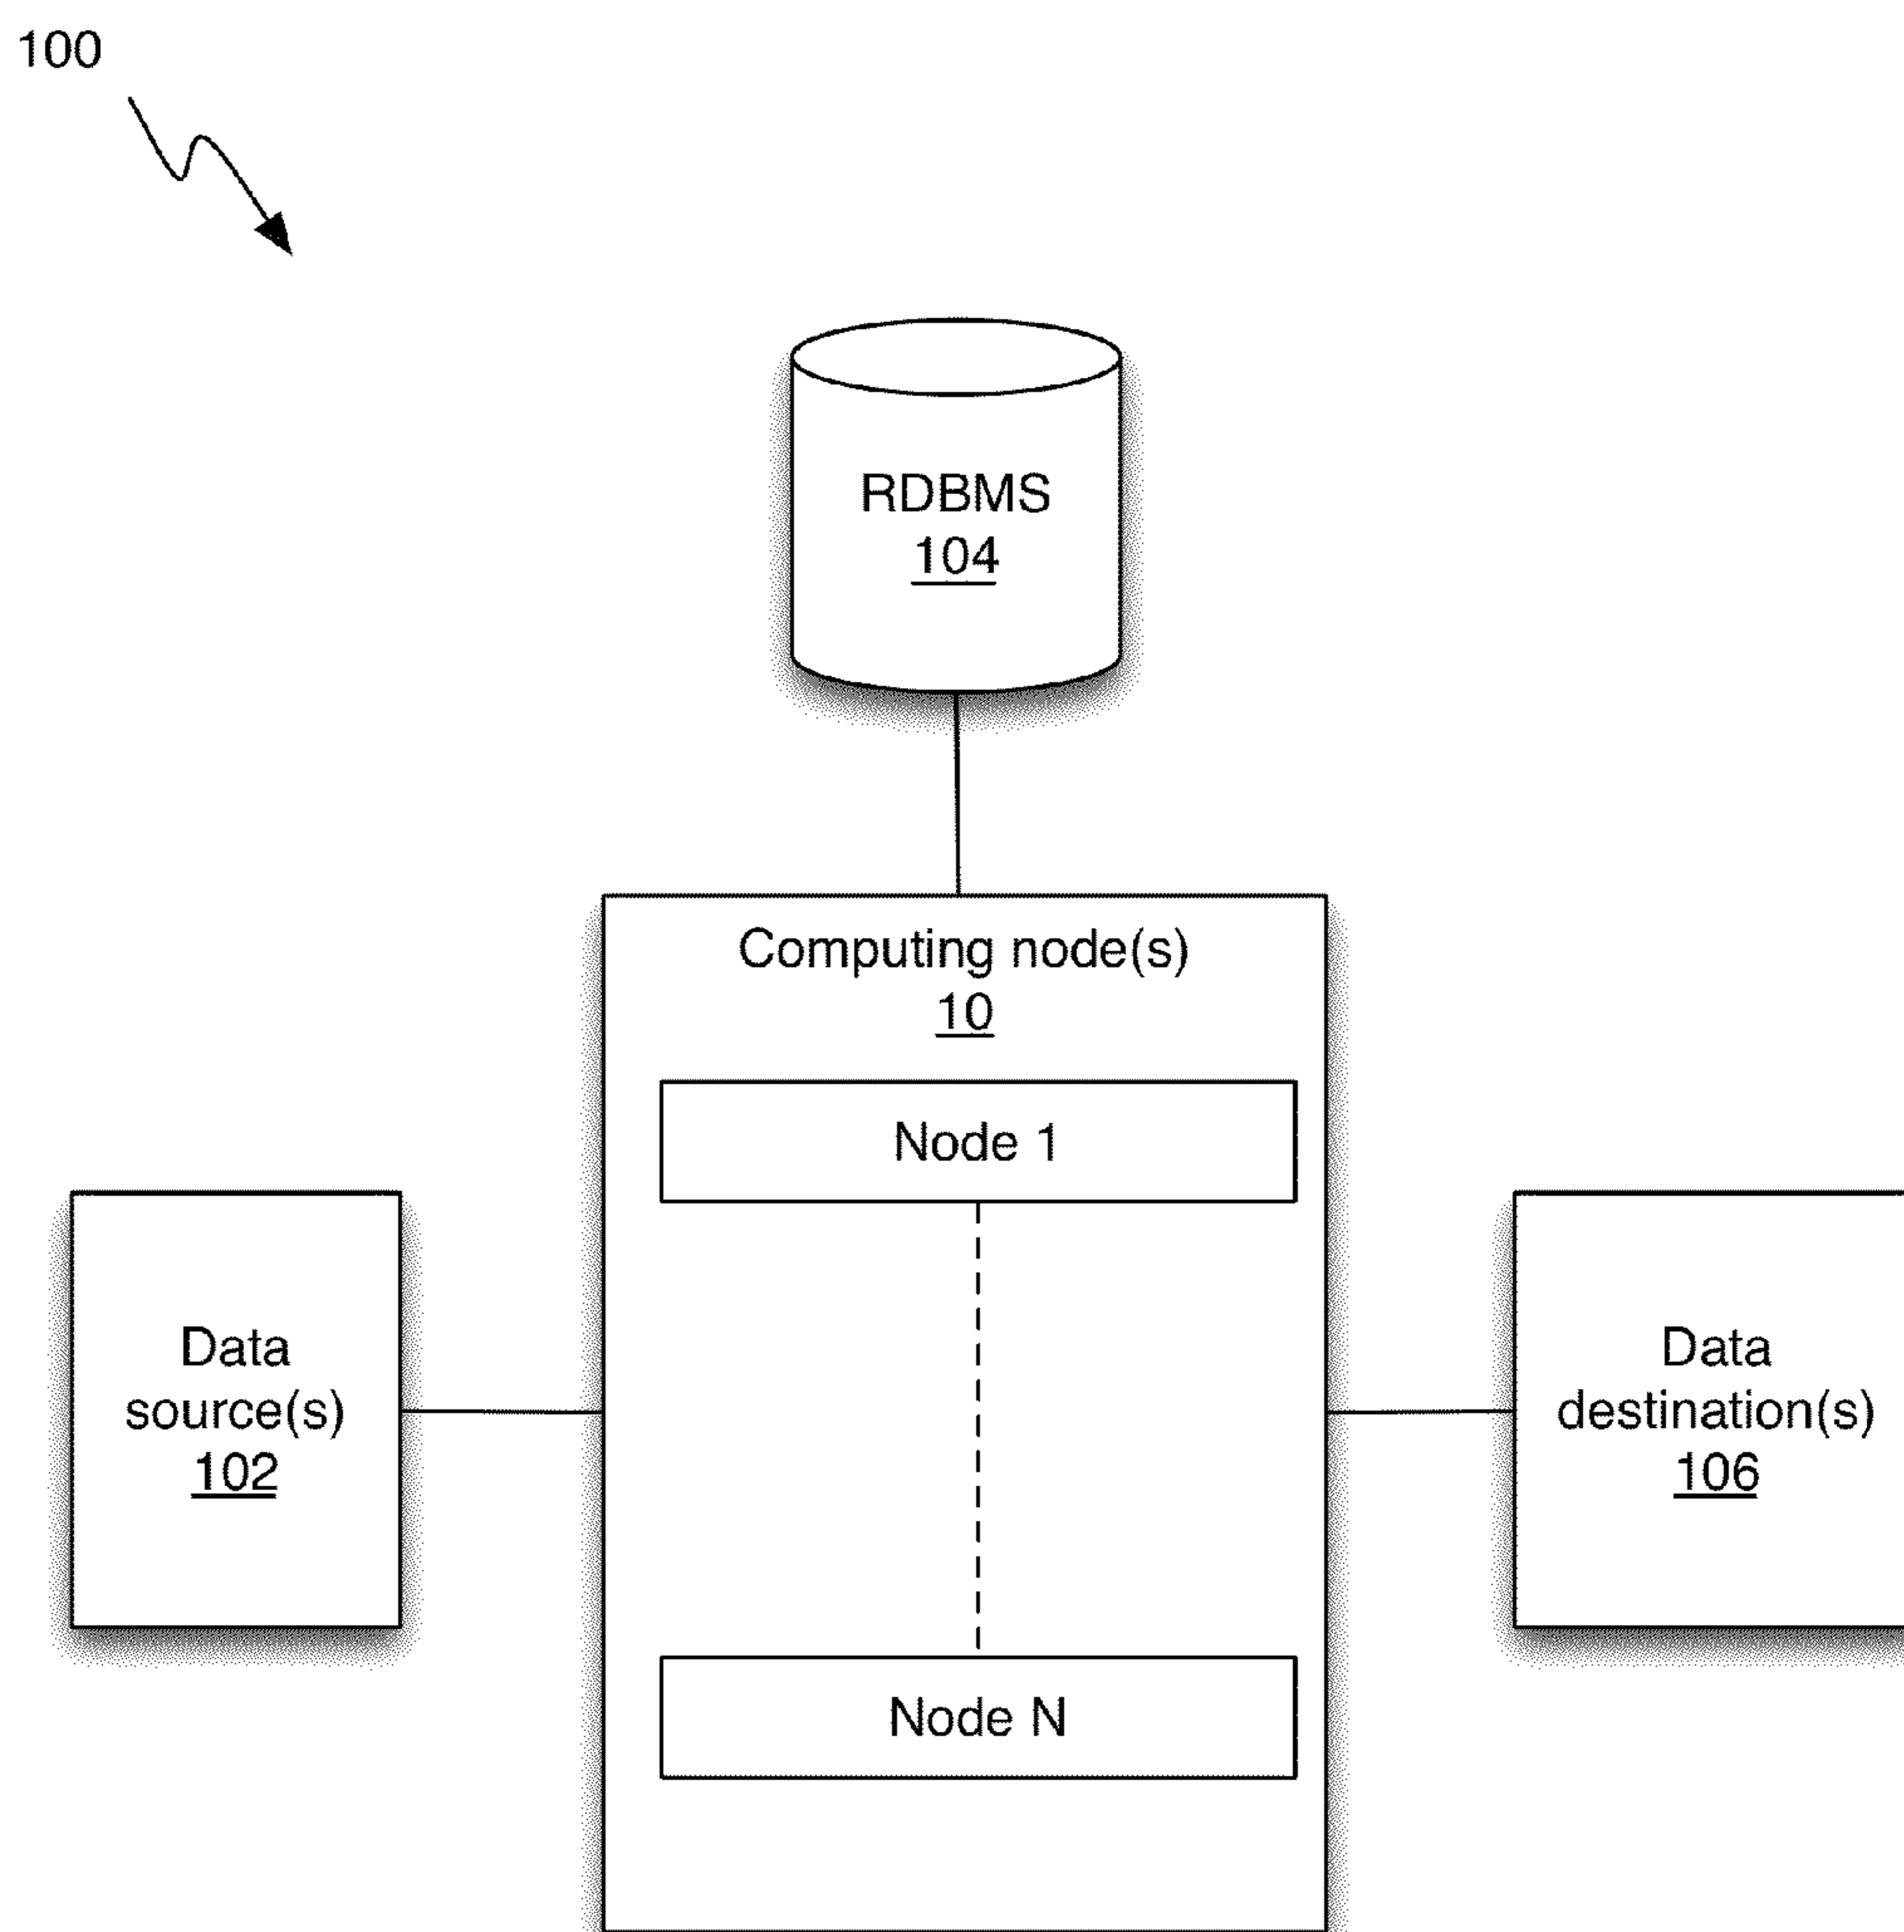 100
RDBMS
104
Computing node(s)
10
Node 1
Data
source(s)
102
Data
destination(s)
106
Node N